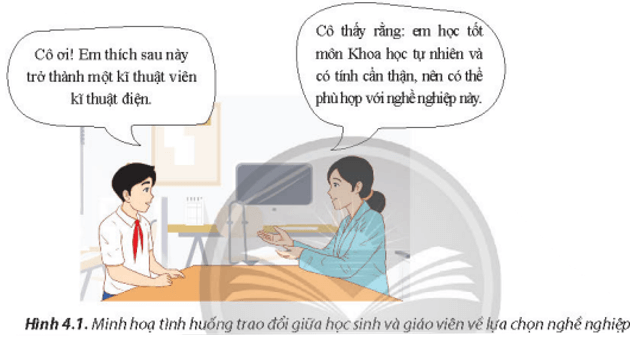 Cô ơi! Em thích sau này
trở thành một kĩ thuật viên
kĩ thuật điện.
Cô thấy rằng: em học tốt
môn Khoa học tự nhiên và
có tính cẩn thận, nên có thể
phù hợp với nghề nghiệp này.
Hình 4.1. Minh hoạ tình huống trao đổi giữa học sinh và giáo viên về lựa chọn nghề nghiệp